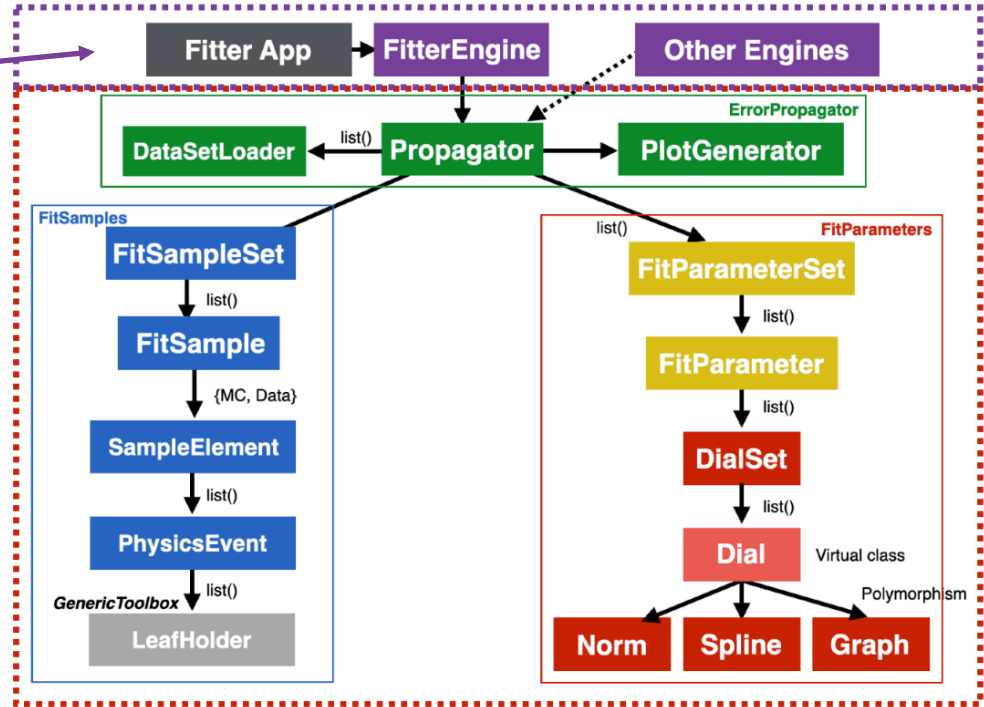 Fitter App
FitterEngine
Other Engines
ErrorPropagator
DataSetLoader
list()
Propagator
PlotGenerator
FitSamples
FitSampleSet
list()
FitSample
{MC, Data}
SampleElement
list()
PhysicsEvent
list()
GenericToolbox
LeafHolder
list()
FitParameters
FitParameterSet
list()
FitParameter
list()
DialSet
list()
Dial
Virtual class
Polymorphism
Norm
Spline
Graph